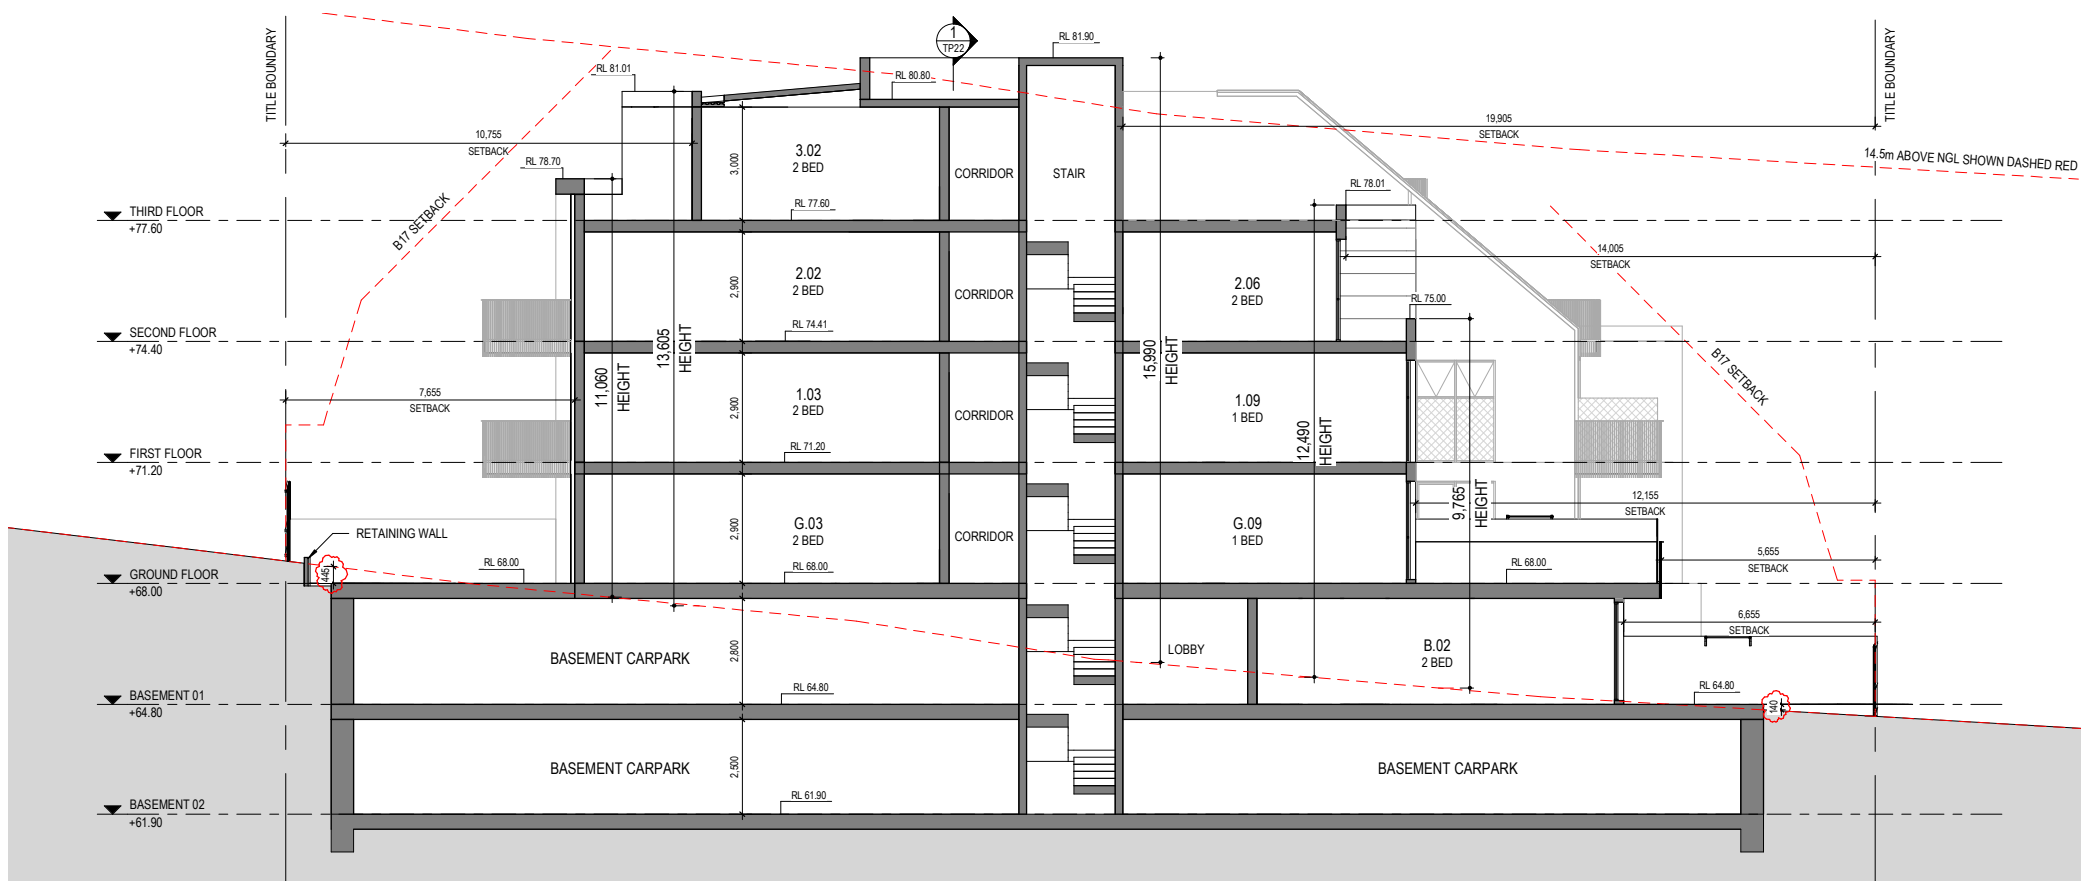 TITLE BOUNDARY
1
TP22
RL 81.90
TITLE BOUNDARY
RL 81.01
RL 80.80
19,905
SETBACK
10,755
SETBACK
14.5m ABOVE NGL SHOWN DASHED RED
RL 78.70
3,000
3.02
2 BED
CORRIDOR
STAIR
RL 78.01
THIRD FLOOR
+77.60
RL 77.60
B17 SETBACK
14,005
SETBACK
2,900
2.02
2 BED
CORRIDOR
2.06
2 BED
RL 75.00
SECOND FLOOR
+74.40
RL 74.41
13,605
HEIGHT
15,990
HEIGHT
B17 SETBACK
11,060
HEIGHT
7,655
SETBACK
2,900
1.03
2 BED
CORRIDOR
1.09
1 BED
12,490
HEIGHT
FIRST FLOOR
+71.20
RL 71.20
9,765
HEIGHT
12,155
SETBACK
RETAINING WALL
2,900
G.03
2 BED
CORRIDOR
G.09
1 BED
5,655
SETBACK
445
GROUND FLOOR
+68.00
RL 68.00
RL 68.00
RL 68.00
6,655
SETBACK
BASEMENT CARPARK
2,800
LOBBY
B.02
2 BED
BASEMENT 01
+64.80
RL 64.80
RL 64.80
140
BASEMENT CARPARK
2,500
BASEMENT CARPARK
BASEMENT 02
+61.90
RL 61.90